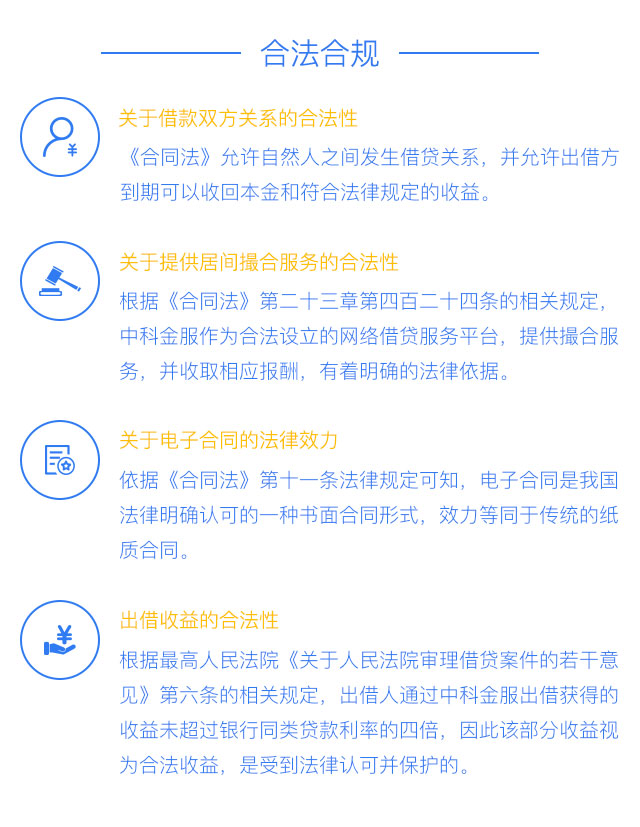 合法合规
关于借款双方关系的合法性
《合同法》允许自然人之间发生借贷关系，并允许出借方
到期可以收回本金和符合法律规定的收益。
关于提供居间撮合服务的合法性
根据《合同法》第二十三章第四百二十四条的相关规定，
中科金服作为合法设立的网络借贷服务平台，提供撮合服
务，并收取相应报酬，有着明确的法律依据。
关于电子合同的法律效力
依据《合同法》第十一条法律规定可知，电子合同是我国
法律明确认可的一种书面合同形式，效力等同于传统的纸
质合同。
出借收益的合法性
根据最高人民法院《关于人民法院审理借贷案件的若干意
见》第六条的相关规定，出借人通过中科金服出借获得的
收益未超过银行同类贷款利率的四倍，因此该部分收益视
为合法收益，是受到法律认可并保护的。